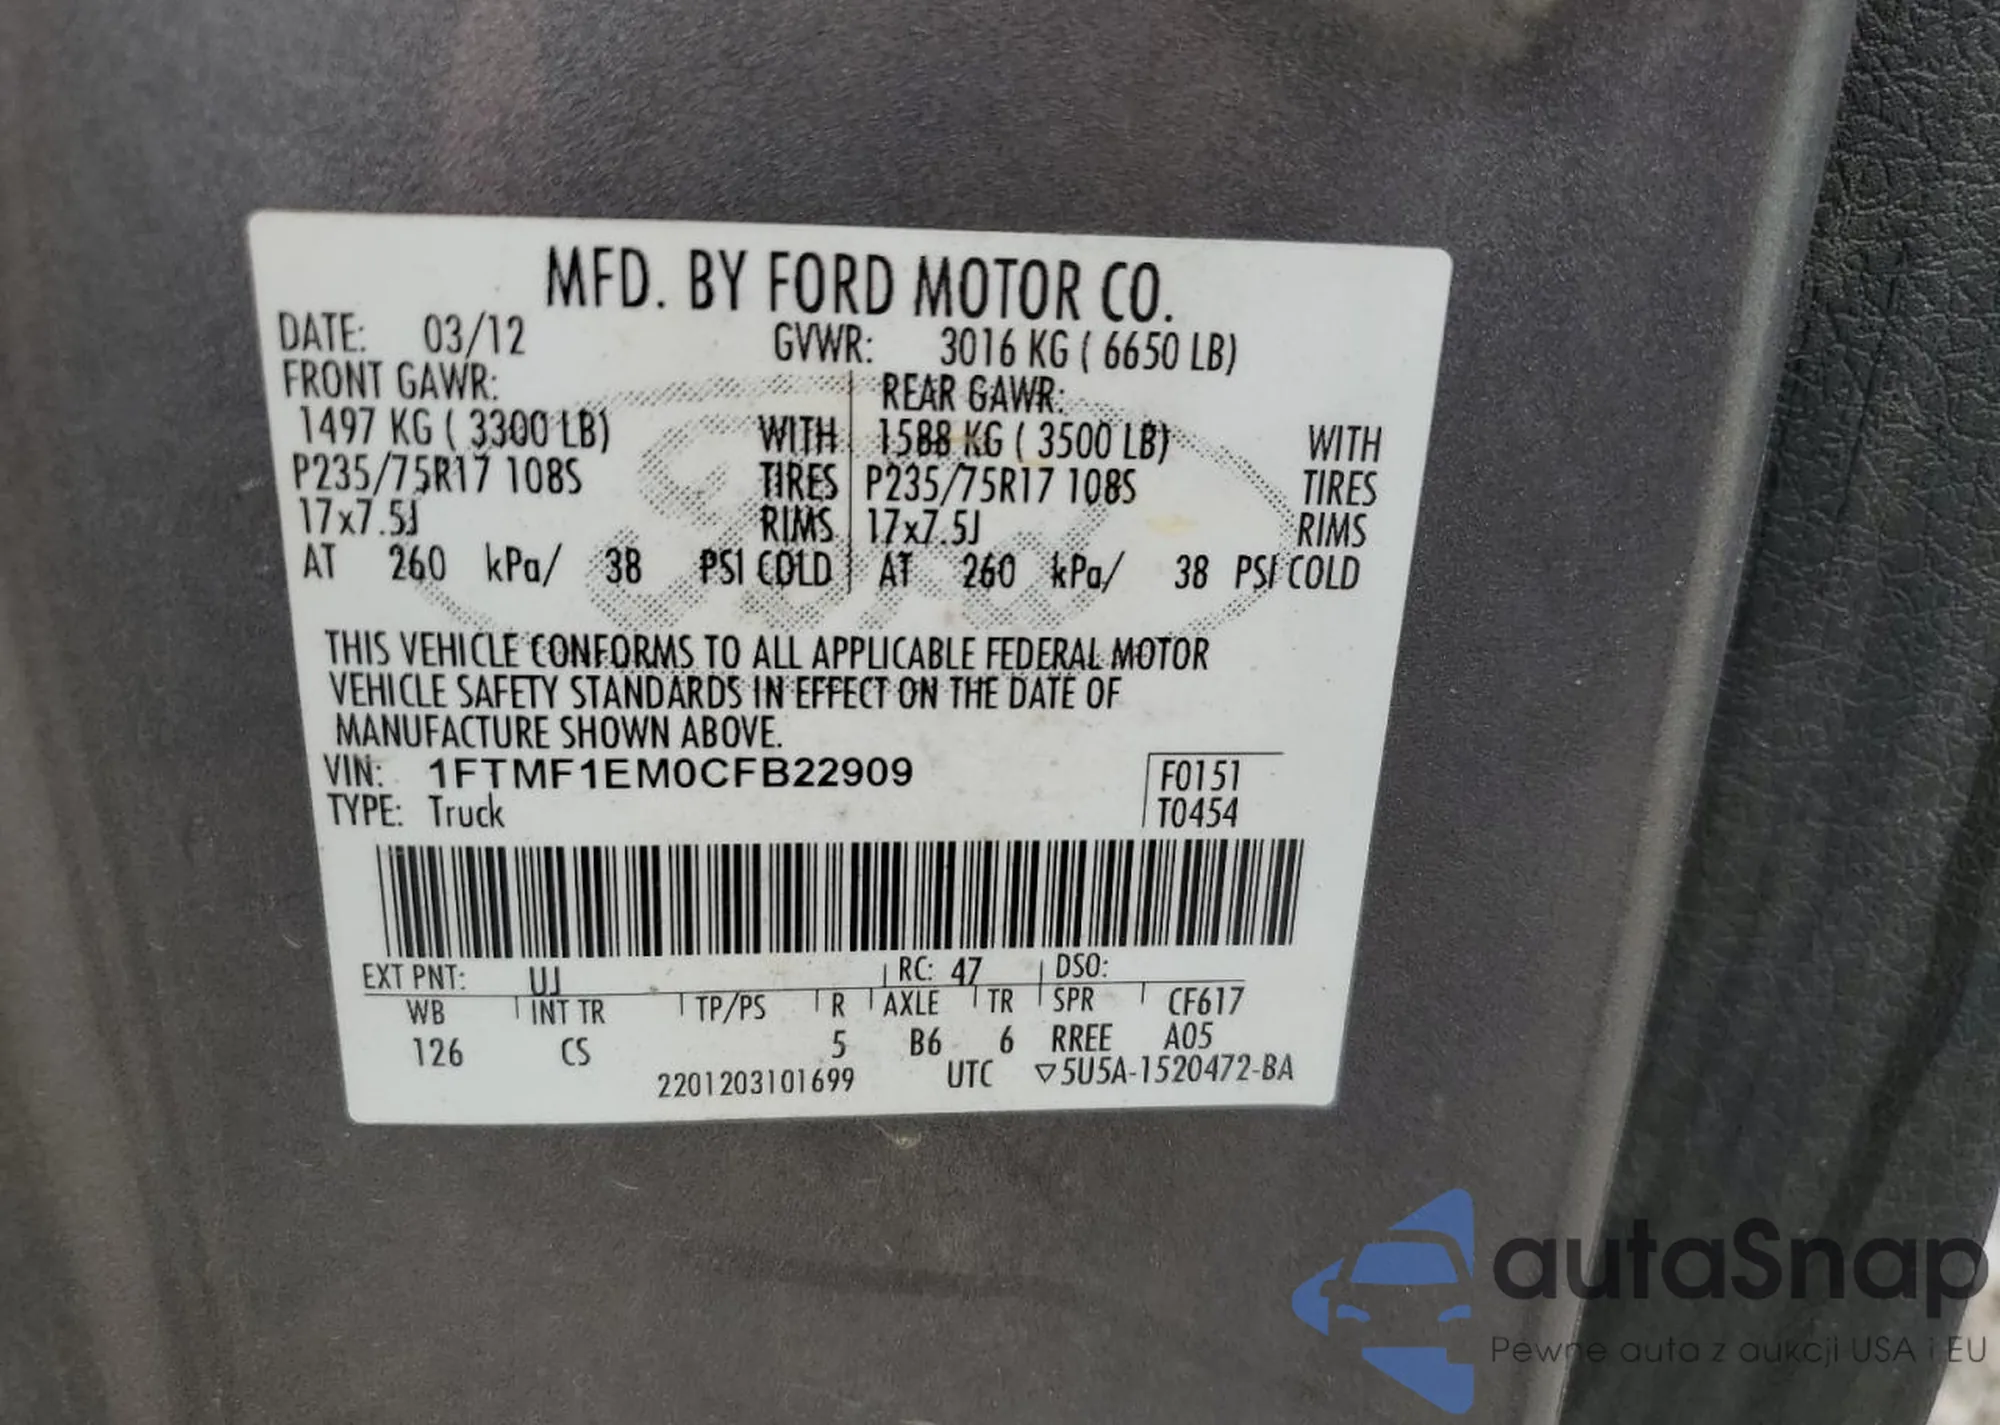 MFD. BY FORD MOTOR CO.
DATE: 03/12 GVWR: 3016 KG ( 6650 LB)
FRONT GAWR: REAR GAWR:
1497 KG ( 3300 LB) WITH 1588 KG ( 3500 LB) WITH
P235/75R17 108S TIRES P235/75R17 108S TIRES
17x7.5J RIMS 17x7.5J RIMS
AT 260 kPa/ 38 PSI COLD AT 260 kPa/ 38 PSI COLD
THIS VEHICLE CONFORMS TO ALL APPLICABLE FEDERAL MOTOR
VEHICLE SAFETY STANDARDS IN EFFECT ON THE DATE OF
MANUFACTURE SHOWN ABOVE.
VIN: 1FTMF1EM0CFB22909 F0151
TYPE: Truck T0454
EXT PNT: UJ RC: 47 DSO:
WB INT TR TP/PS R AXLE TR SPR CF617
126 CS 5 B6 6 RREE A05
2201203101699 UTC ▽5U5A-1520472-BA
autaSnap
Pewne auta z aukcji USA i EU